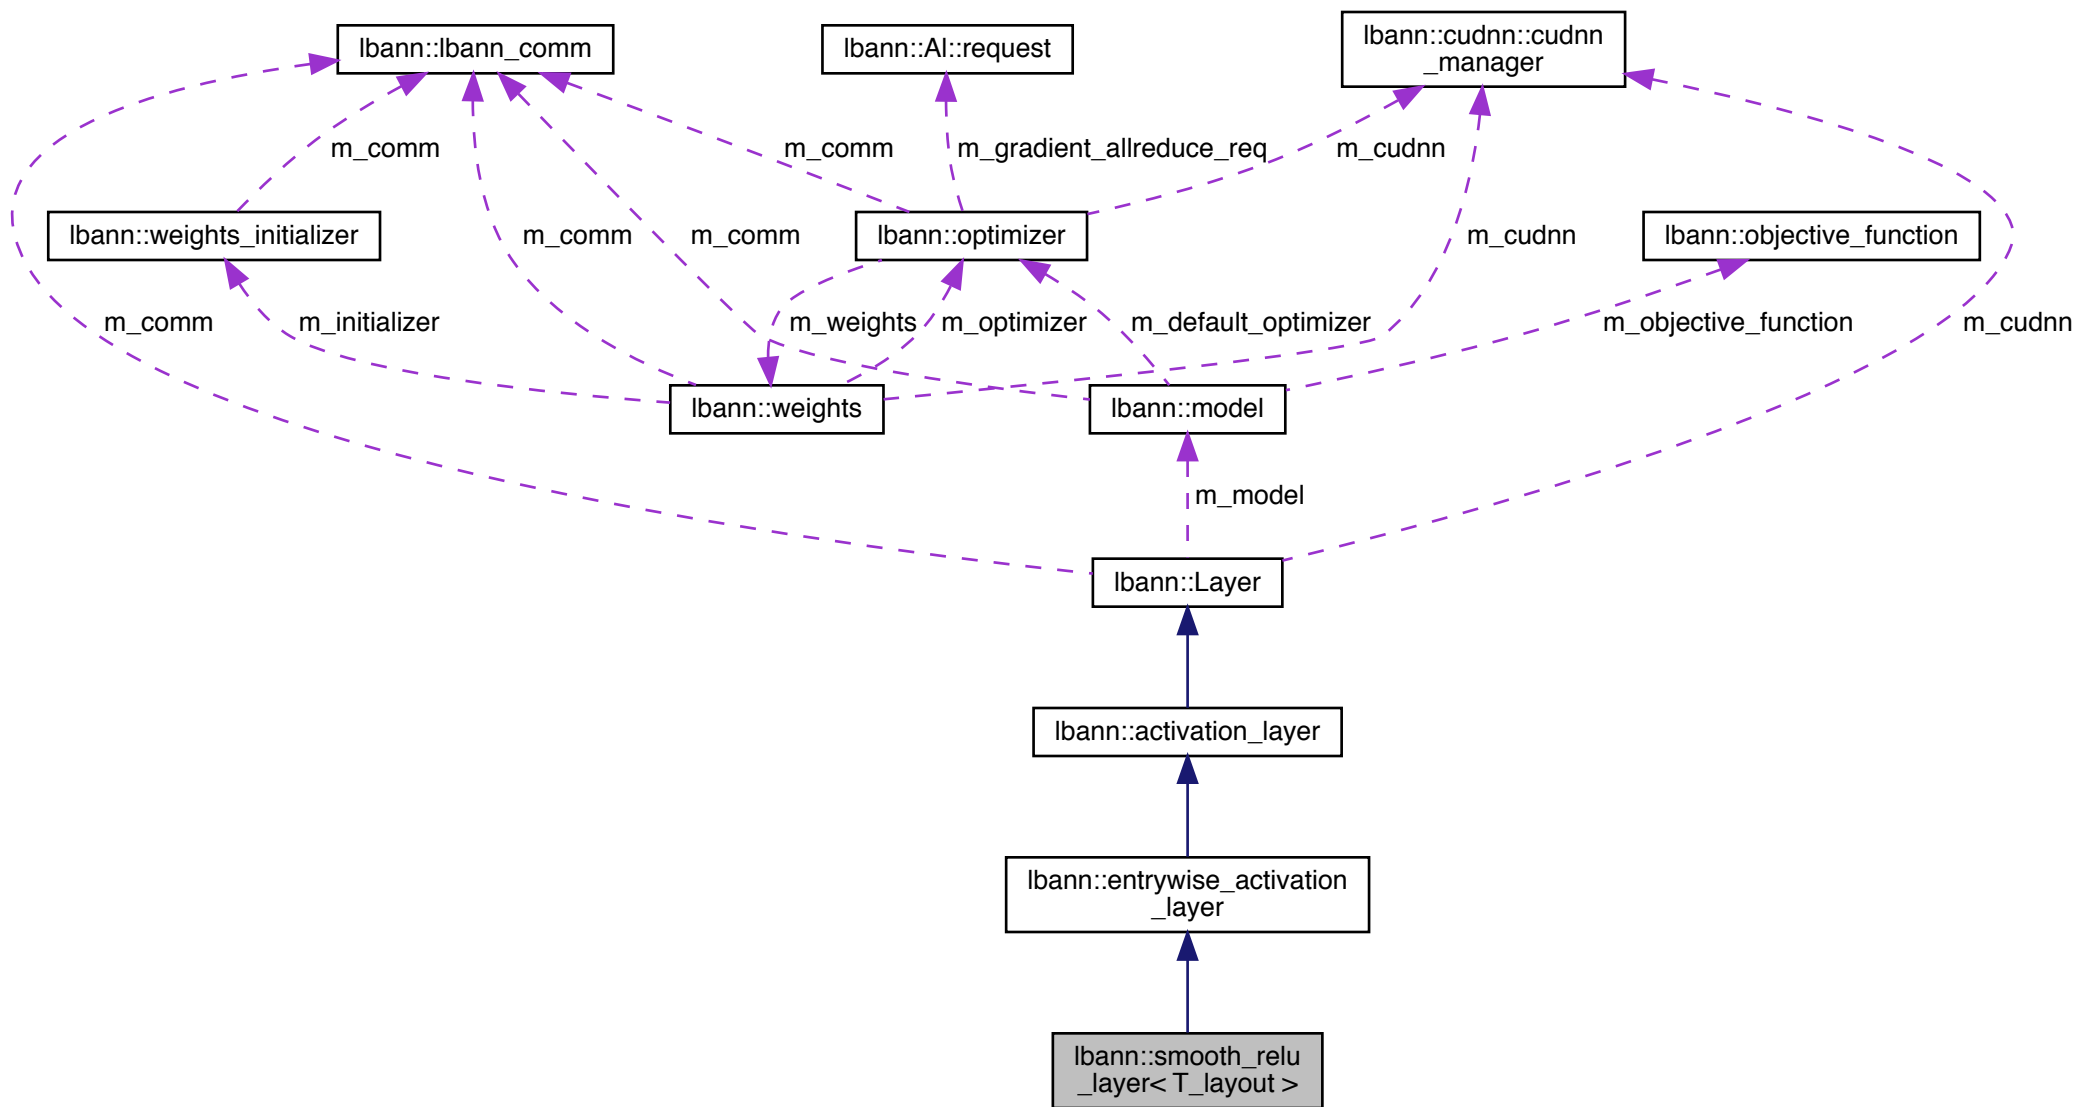 lbann::lbann_comm
lbann::Al::request
lbann::cudnn::cudnn
_manager
m_comm
m_comm
m_gradient_allreduce_req
m_cudnn
lbann::weights_initializer
m_comm
m_comm
lbann::optimizer
m_cudnn
lbann::objective_function
m_comm
m_initializer
m_weights
m_optimizer
m_default_optimizer
m_objective_function
m_cudnn
lbann::weights
lbann::model
m_model
lbann::Layer
lbann::activation_layer
lbann::entrywise_activation
_layer
lbann::smooth_relu
_layer< T_layout >